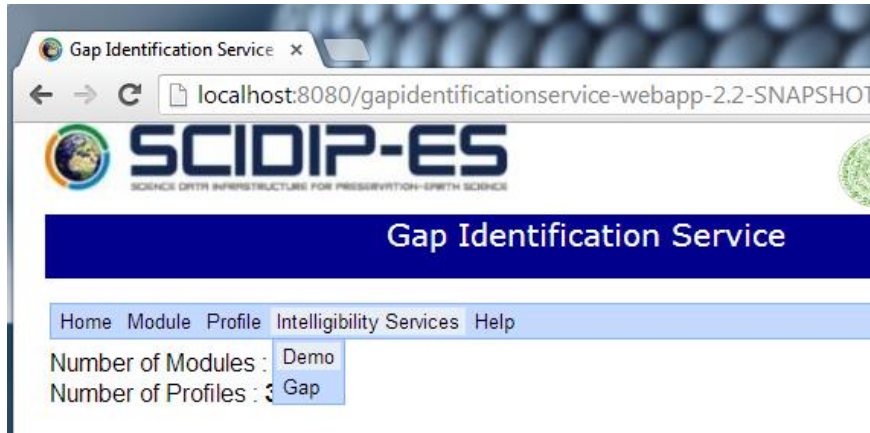 Gap Identification Service
localhost:8080/gapidentificationservice-webapp-2.2-SNAPSHOT
SCIDIP-ES
SCIENCE DATA INFRASTRUCTURE FOR PRESERVATION-EARTH SCIENCE
Gap Identification Service
Home Module Profile Intelligibility Services Help
Number of Modules : Demo
Number of Profiles : Gap